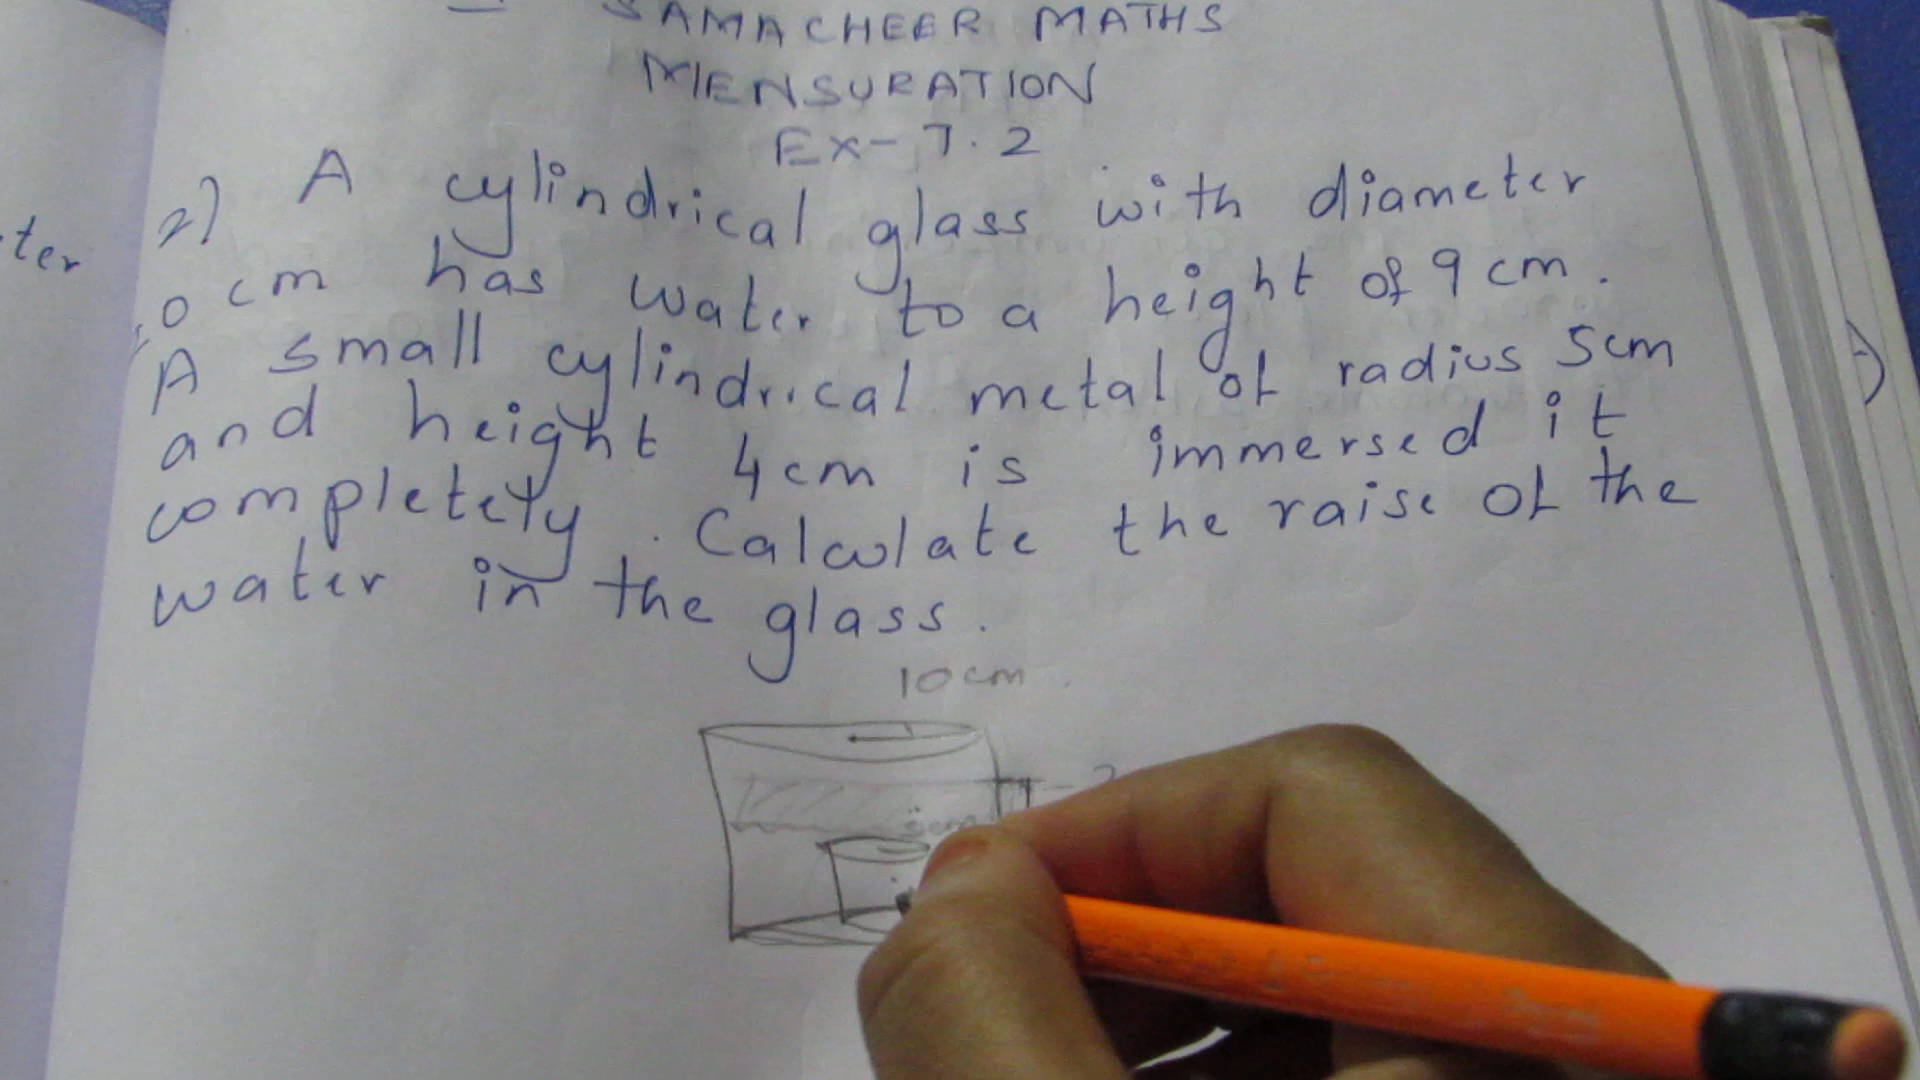 SAMACHEER MATHS
MENSURATION
Ex-7.2
ter
2) A cylindrical glass with diameter
20 cm has water to a height of 9 cm.
A small cylindrical metal of radius 5cm
and height 4cm is immersed it
completely. Calculate the raise of the
water in the glass.
10cm